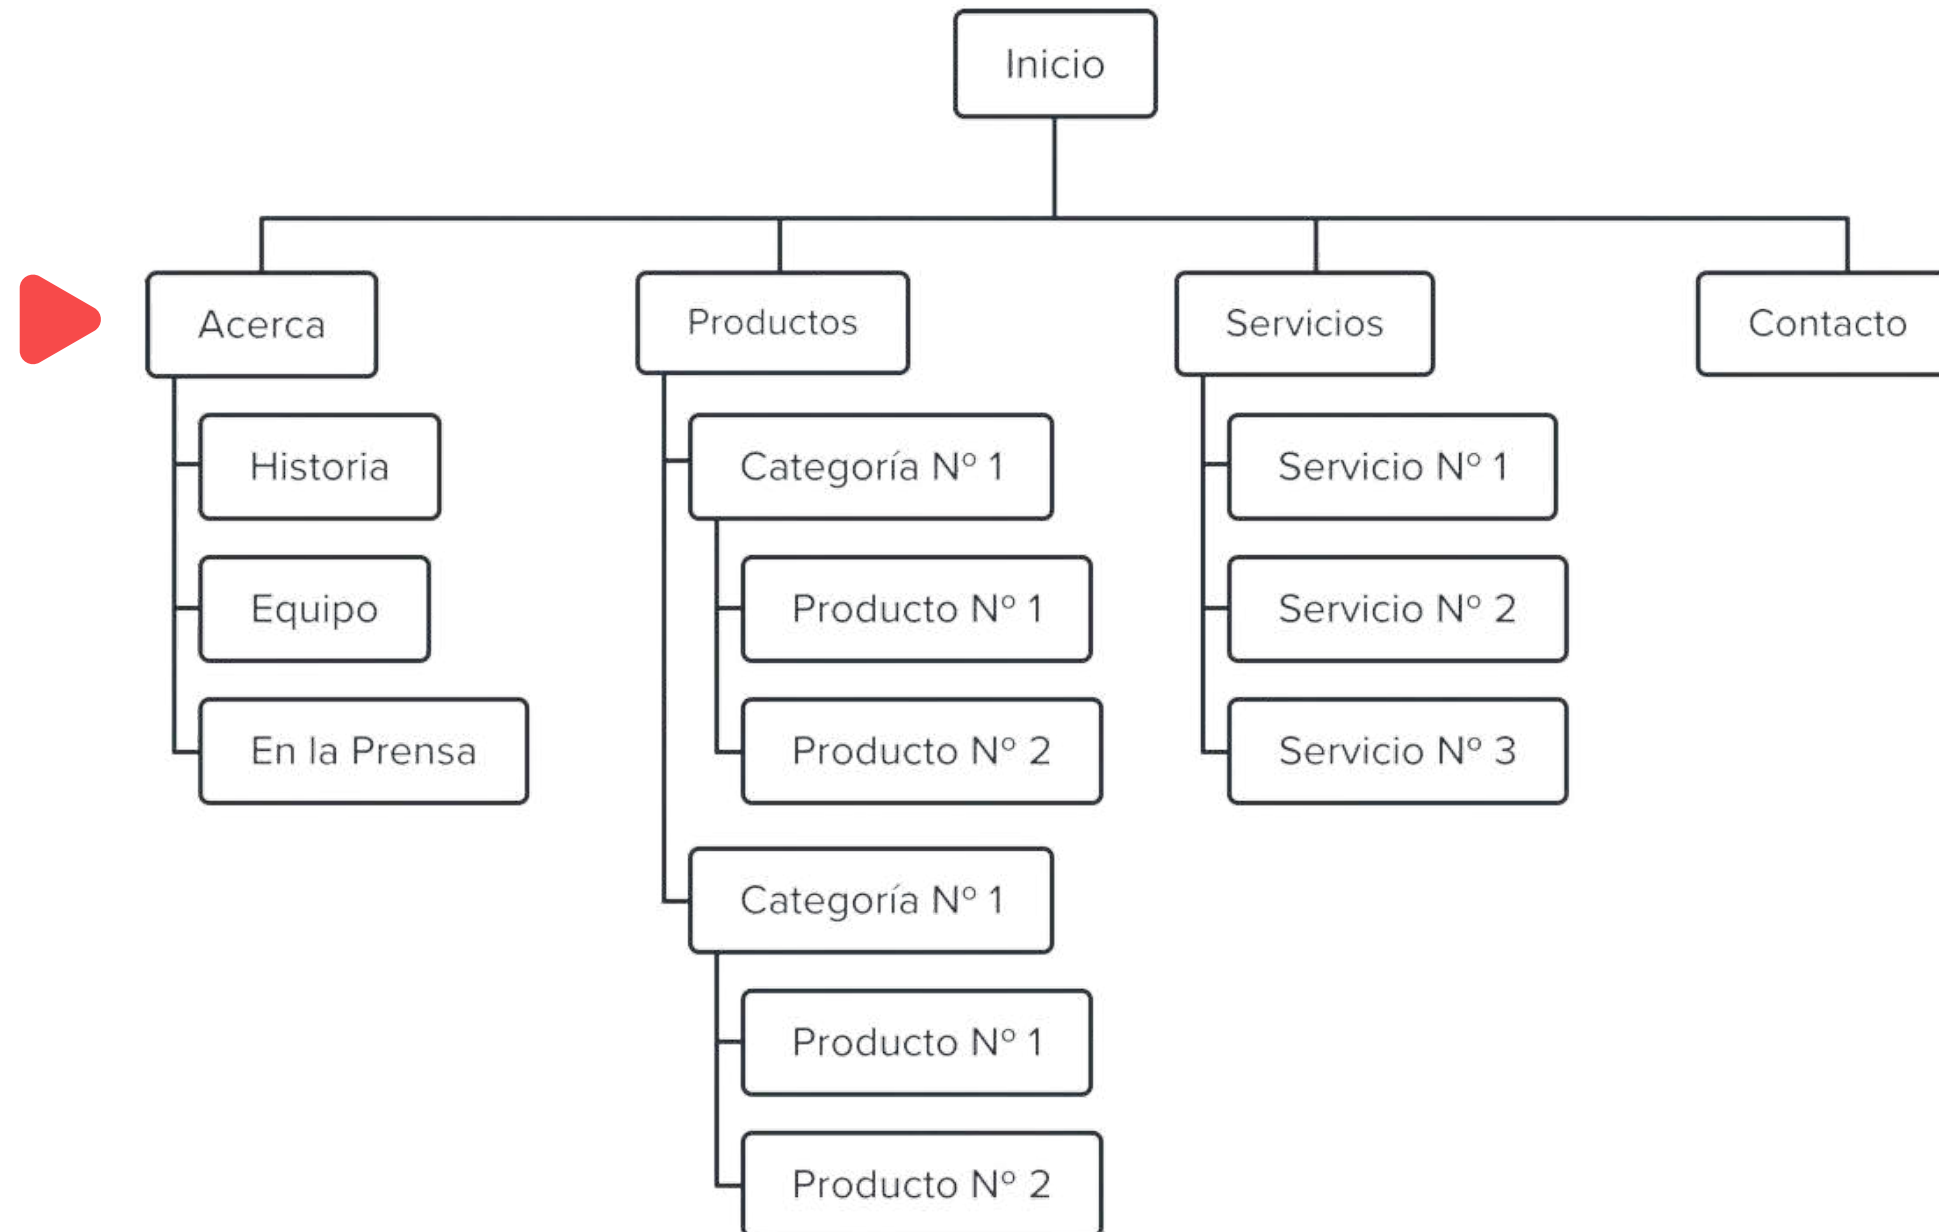 Inicio
Acerca
Productos
Servicios
Contacto
Historia
Equipo
En la Prensa
Categoría Nº 1
Producto Nº 1
Producto Nº 2
Categoría Nº 1
Producto Nº 1
Producto Nº 2
Servicio Nº 1
Servicio Nº 2
Servicio Nº 3